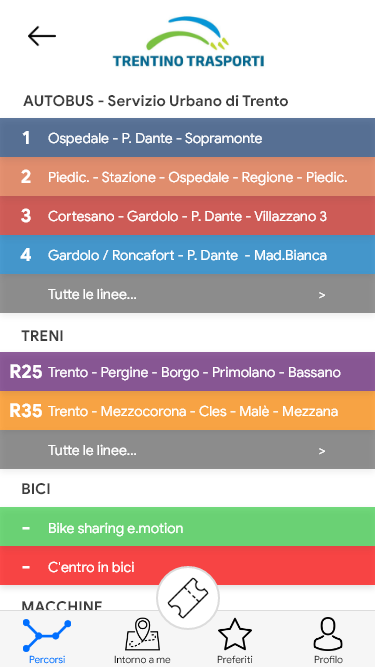 TRENTINO TRASPORTI
AUTOBUS - Servizio Urbano di Trento
1 Ospedale - P. Dante - Sopramonte
2 Piedic. - Stazione - Ospedale - Regione - Piedic.
3 Cortesano - Gardolo - P. Dante - Villazzano 3
4 Gardolo / Roncafort - P. Dante - Mad.Bianca
Tutte le linee... >
TRENI
R25 Trento - Pergine - Borgo - Primolano - Bassano
R35 Trento - Mezzocorona - Cles - Malè - Mezzana
Tutte le linee... >
BICI
- Bike sharing e.motion
- C'entro in bici
MACCHINE
Percorsi Intorno a me Preferiti Profilo